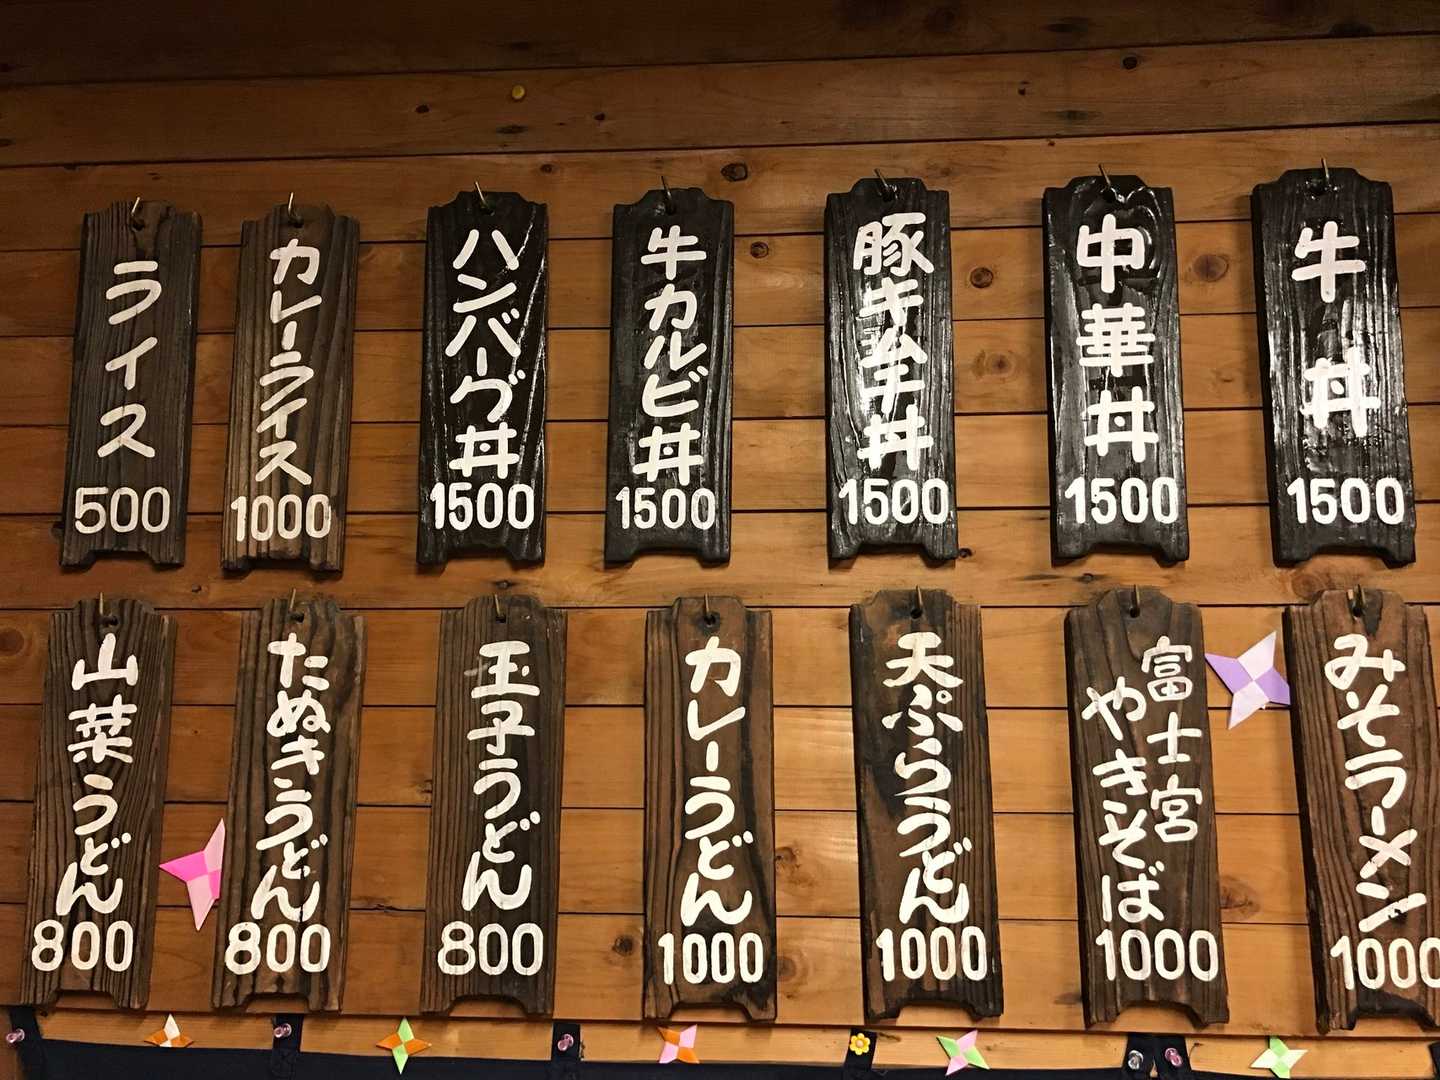 ライス
500
カレーライス
1000
ハンバーグ丼
1500
牛カルビ丼
1500
豚キムチ丼
1500
中華丼
1500
牛丼
1500
山菜うどん
800
たぬきうどん
800
玉子うどん
800
カレーうどん
1000
天ぷらうどん
1000
富士宮
やきそば
1000
みそラーメン
1000